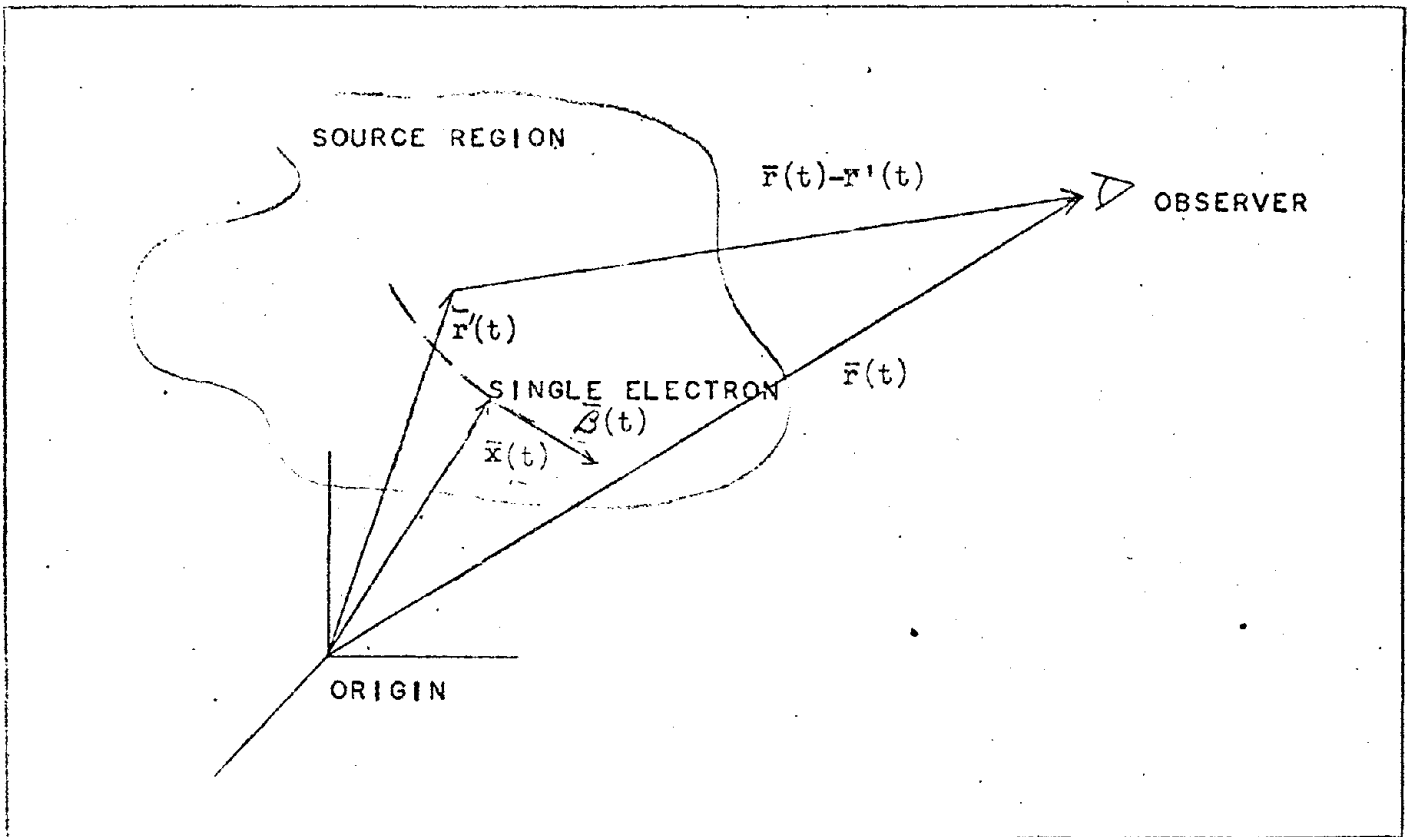 SOURCE REGION
r̄(t)-r'(t)
OBSERVER
r̄'(t)
r̄(t)
SINGLE ELECTRON
β̄(t)
x̄(t)
ORIGIN